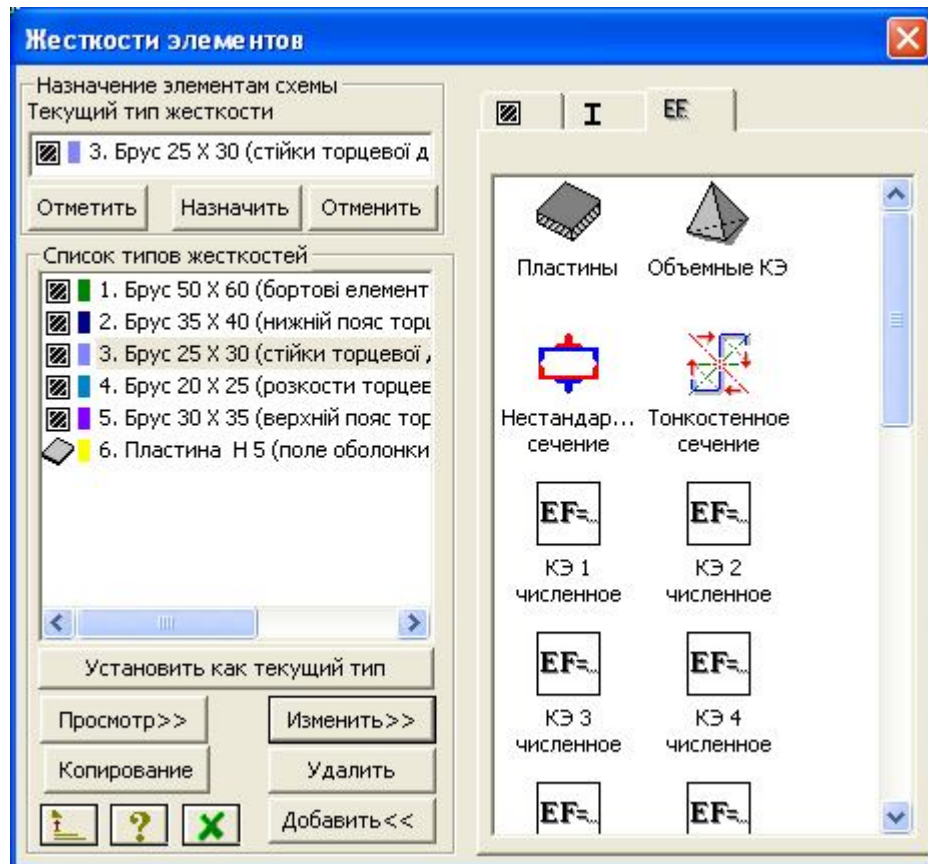 Жесткости элементов
Назначение элементам схемы
Текущий тип жесткости
3. Брус 25 X 30 (стійки торцевої д
Отметить Назначить Отменить
Список типов жесткостей
1. Брус 50 X 60 (бортові елемент
2. Брус 35 X 40 (нижній пояс торц
3. Брус 25 X 30 (стійки торцевої
4. Брус 20 X 25 (розкости торцев
5. Брус 30 X 35 (верхній пояс тор
6. Пластина H 5 (поле оболонки
Установить как текущий тип
Просмотр>> Изменить>>
Копирование Удалить
Добавить<<
I EF
Пластины Объемные КЭ
Нестандар... Тонкостенное
сечение сечение
EF=... EF=...
КЭ 1 КЭ 2
численное численное
EF=... EF=...
КЭ 3 КЭ 4
численное численное
EF=... EF=...